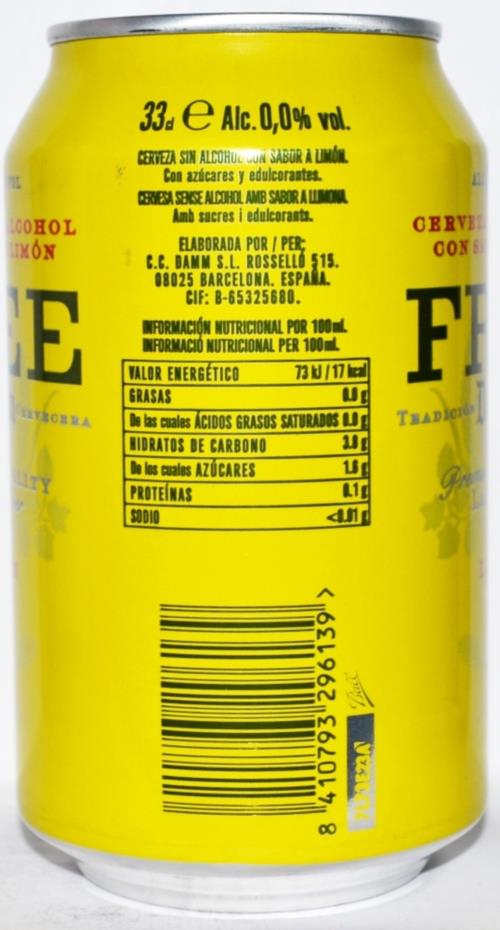 33cl e Alc. 0,0% vol.
CERVEZA SIN ALCOHOL CON SABOR A LIMÓN.
Con azúcares y edulcorantes.
CERVESA SENSE ALCOHOL AMB SABOR A LLIMONA.
Amb sucres i edulcorants.
ELABORADA POR / PER:
C.C. DAMM S.L. ROSSELLÓ 515.
08025 BARCELONA. ESPAÑA.
CIF: B-65325680.
INFORMACIÓN NUTRICIONAL POR 100ml.
INFORMACIÓ NUTRICIONAL PER 100ml.
VALOR ENERGÉTICO 73 kJ / 17 kcal
GRASAS 0.0 g
De las cuales ÁCIDOS GRASOS SATURADOS 0.0 g
HIDRATOS DE CARBONO 3.8 g
De los cuales AZÚCARES 1.6 g
PROTEÍNAS 0.1 g
SODIO <0.01 g
8 410793 296139 >
Ball
ALCOHOL
LIMÓN
EE
CERVECERA
CERVE
CON SA
FR
TRADICIÓN